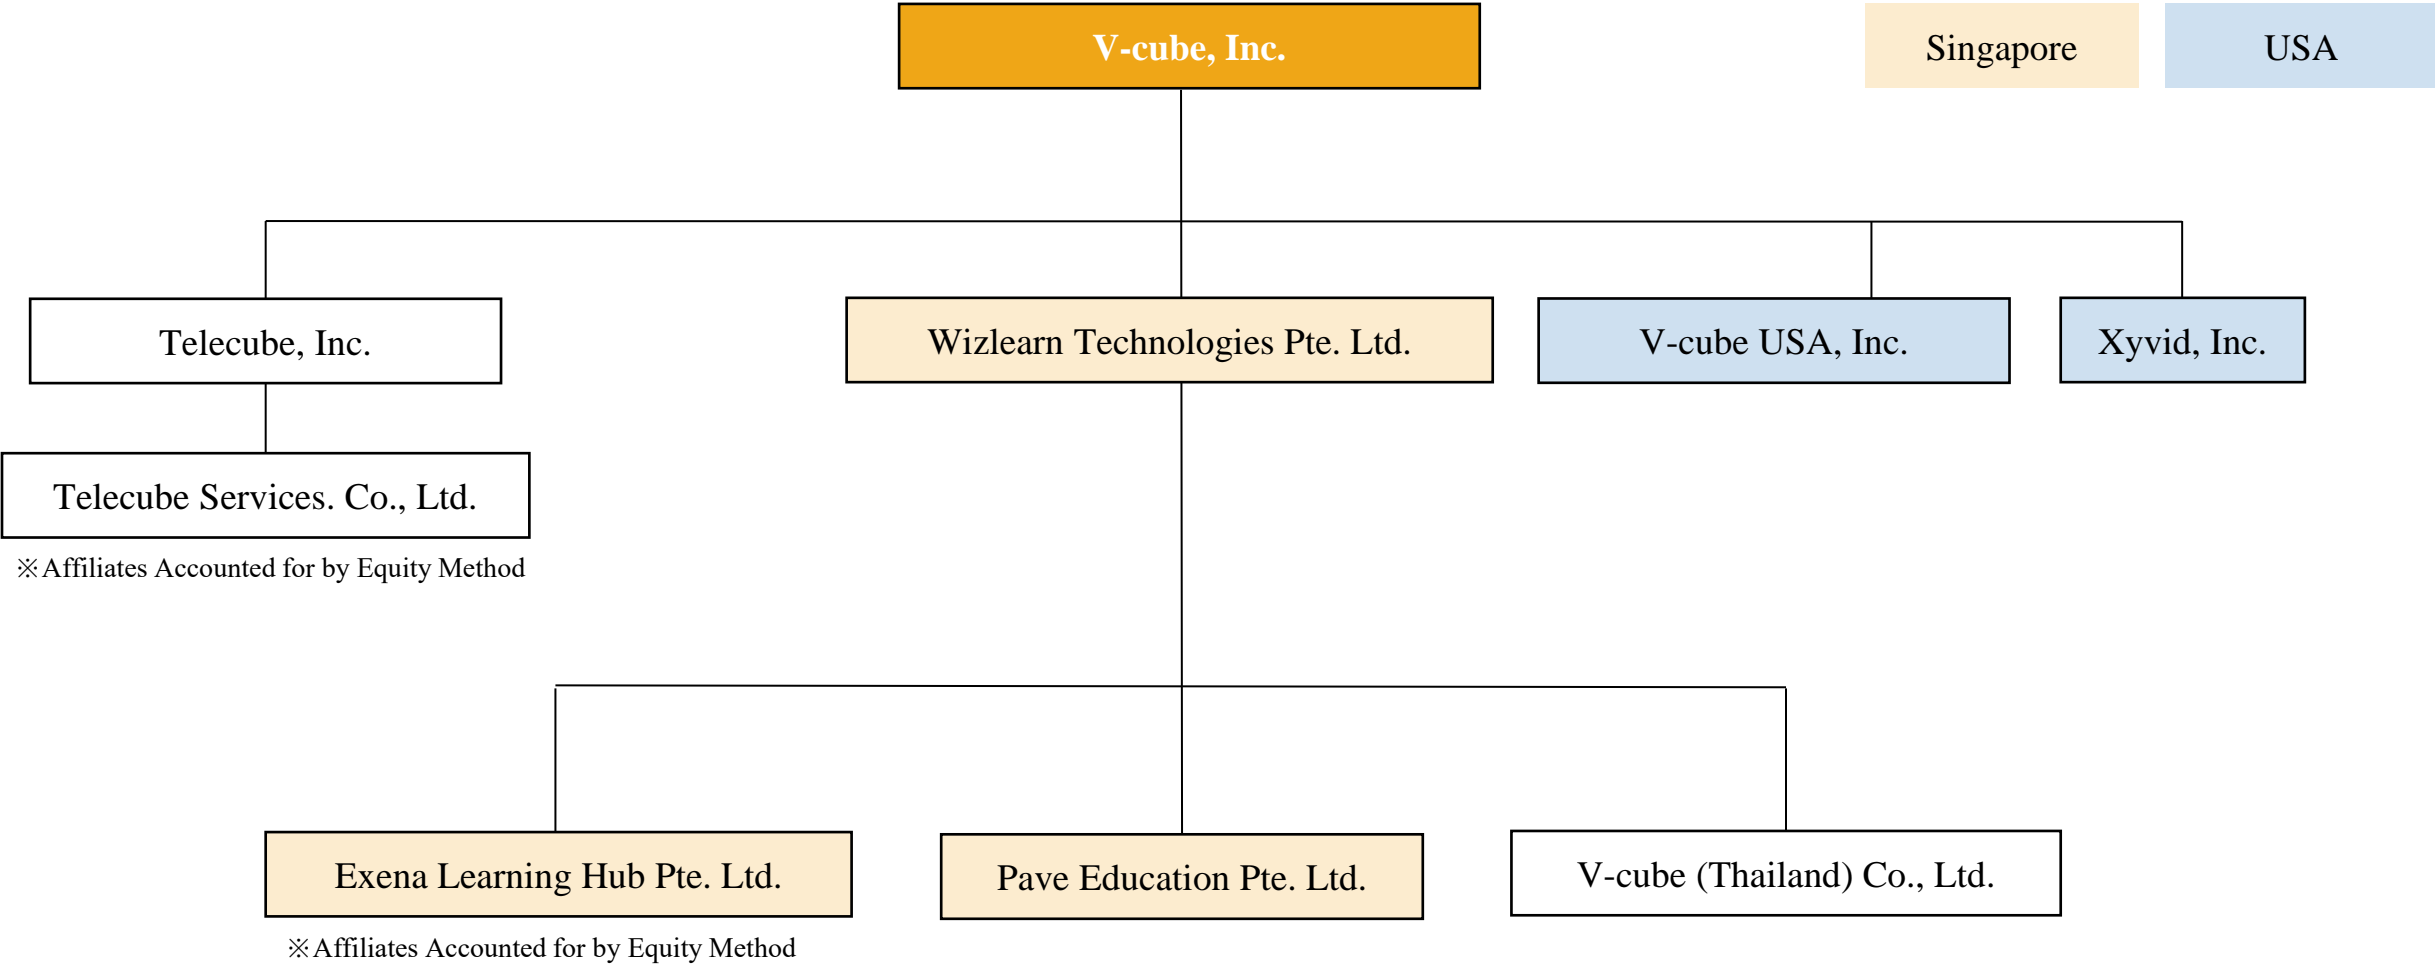 V-cube, Inc.
Singapore
USA
Telecube, Inc.
Wizlearn Technologies Pte. Ltd.
V-cube USA, Inc.
Xyvid, Inc.
Telecube Services. Co., Ltd.
※Affiliates Accounted for by Equity Method
Exena Learning Hub Pte. Ltd.
Pave Education Pte. Ltd.
V-cube (Thailand) Co., Ltd.
※Affiliates Accounted for by Equity Method